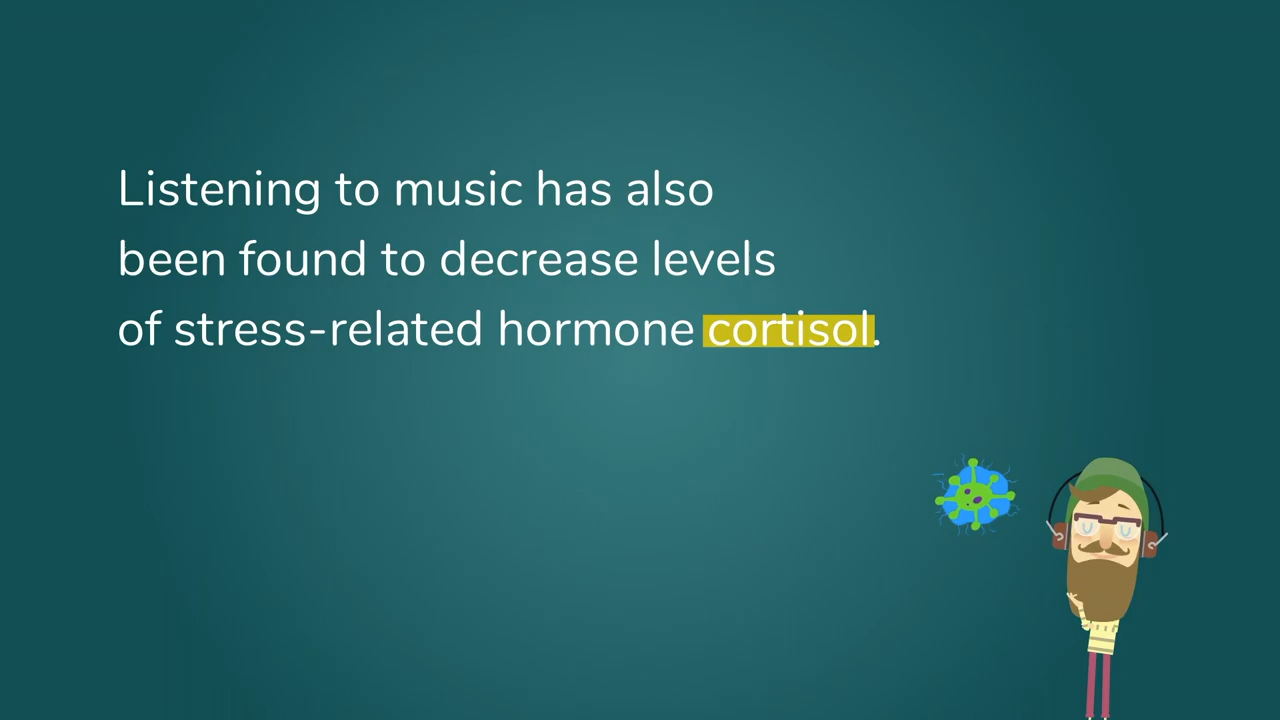 Listening to music has also
been found to decrease levels
of stress-related hormone cortisol.